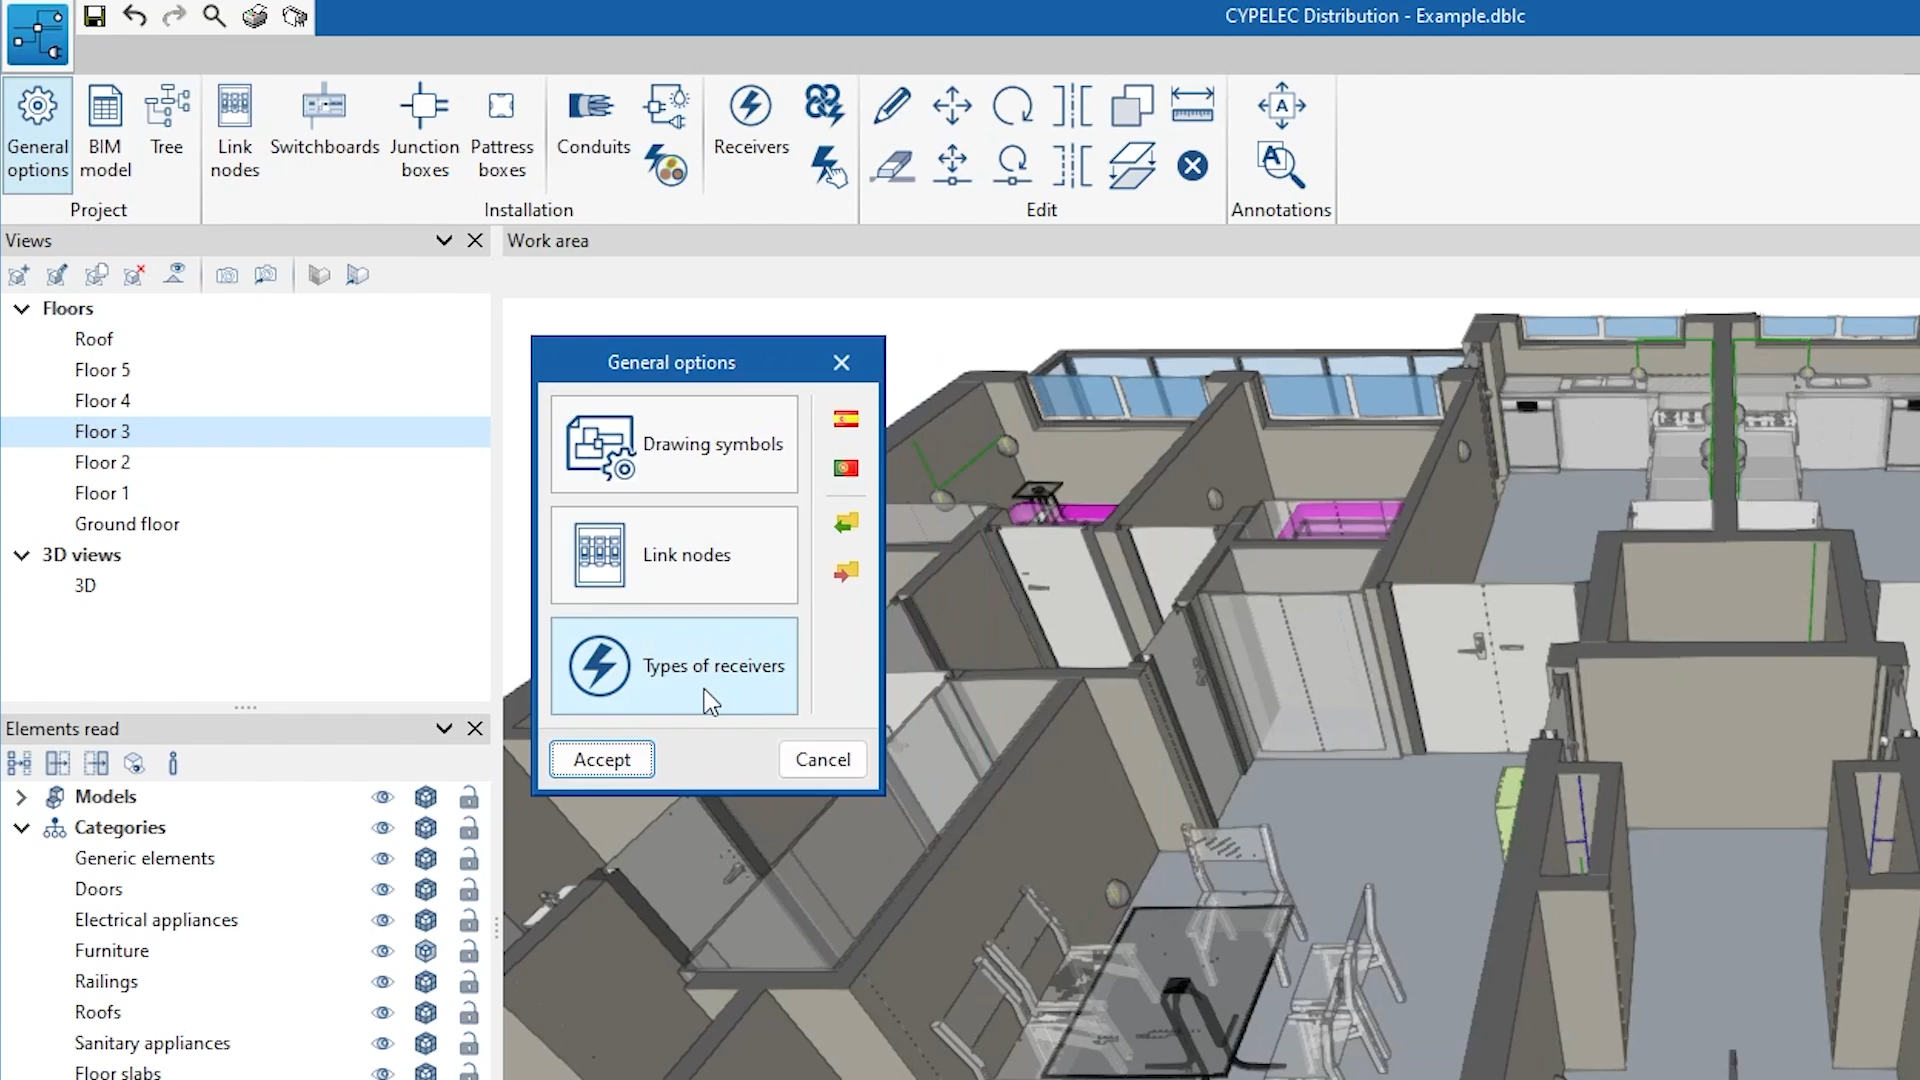 CYPELEC Distribution - Example.dblc
General options
BIM model
Tree
Link nodes
Switchboards
Junction boxes
Pattress boxes
Conduits
Receivers
Project
Installation
Edit
Annotations
Views
Work area
Floors
Roof
Floor 5
Floor 4
Floor 3
Floor 2
Floor 1
Ground floor
3D views
3D
General options
Drawing symbols
Link nodes
Types of receivers
Accept
Cancel
Elements read
Models
Categories
Generic elements
Doors
Electrical appliances
Furniture
Railings
Roofs
Sanitary appliances
Floor slabs